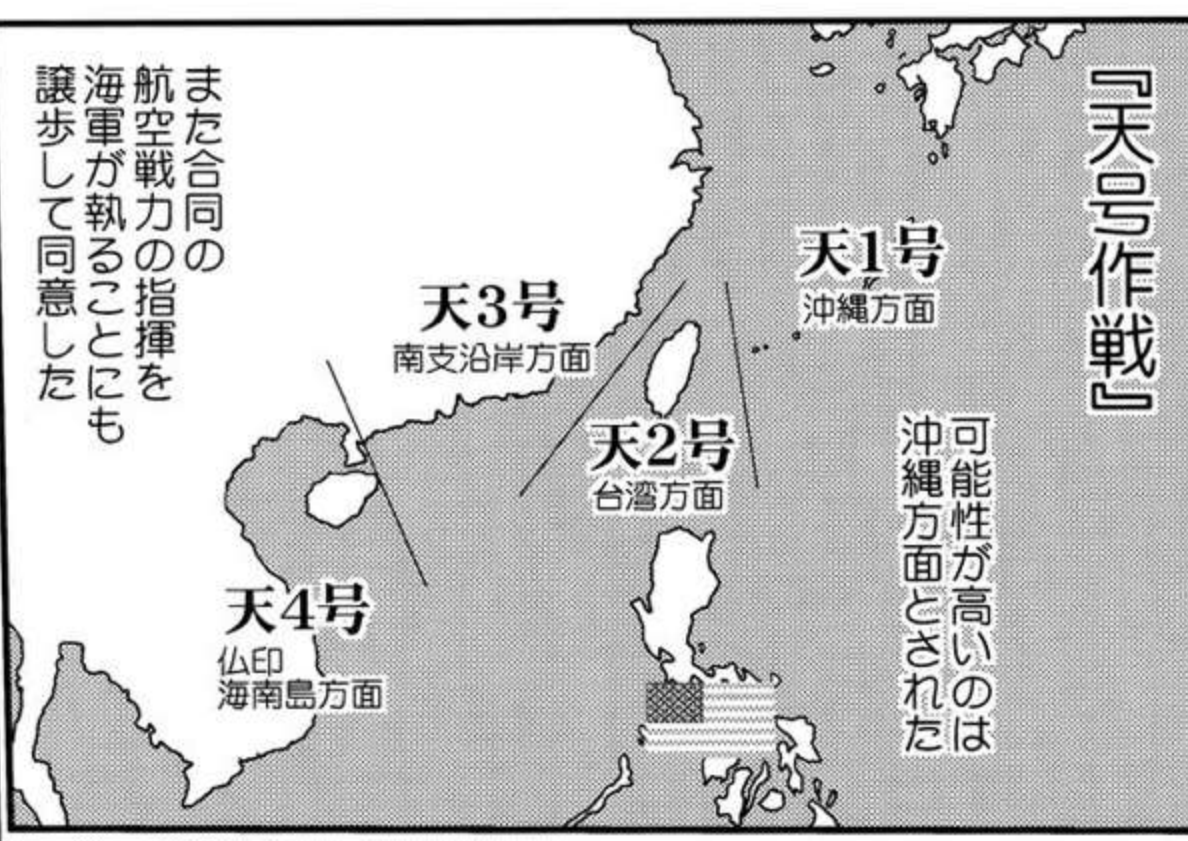 『天号作戦』
可能性が高いのは
沖縄方面とされた
天1号
沖縄方面
天2号
台湾方面
天3号
南支沿岸方面
天4号
仏印
海南島方面
また合同の
航空戦力の指揮を
海軍が執ることにも
譲歩して同意した